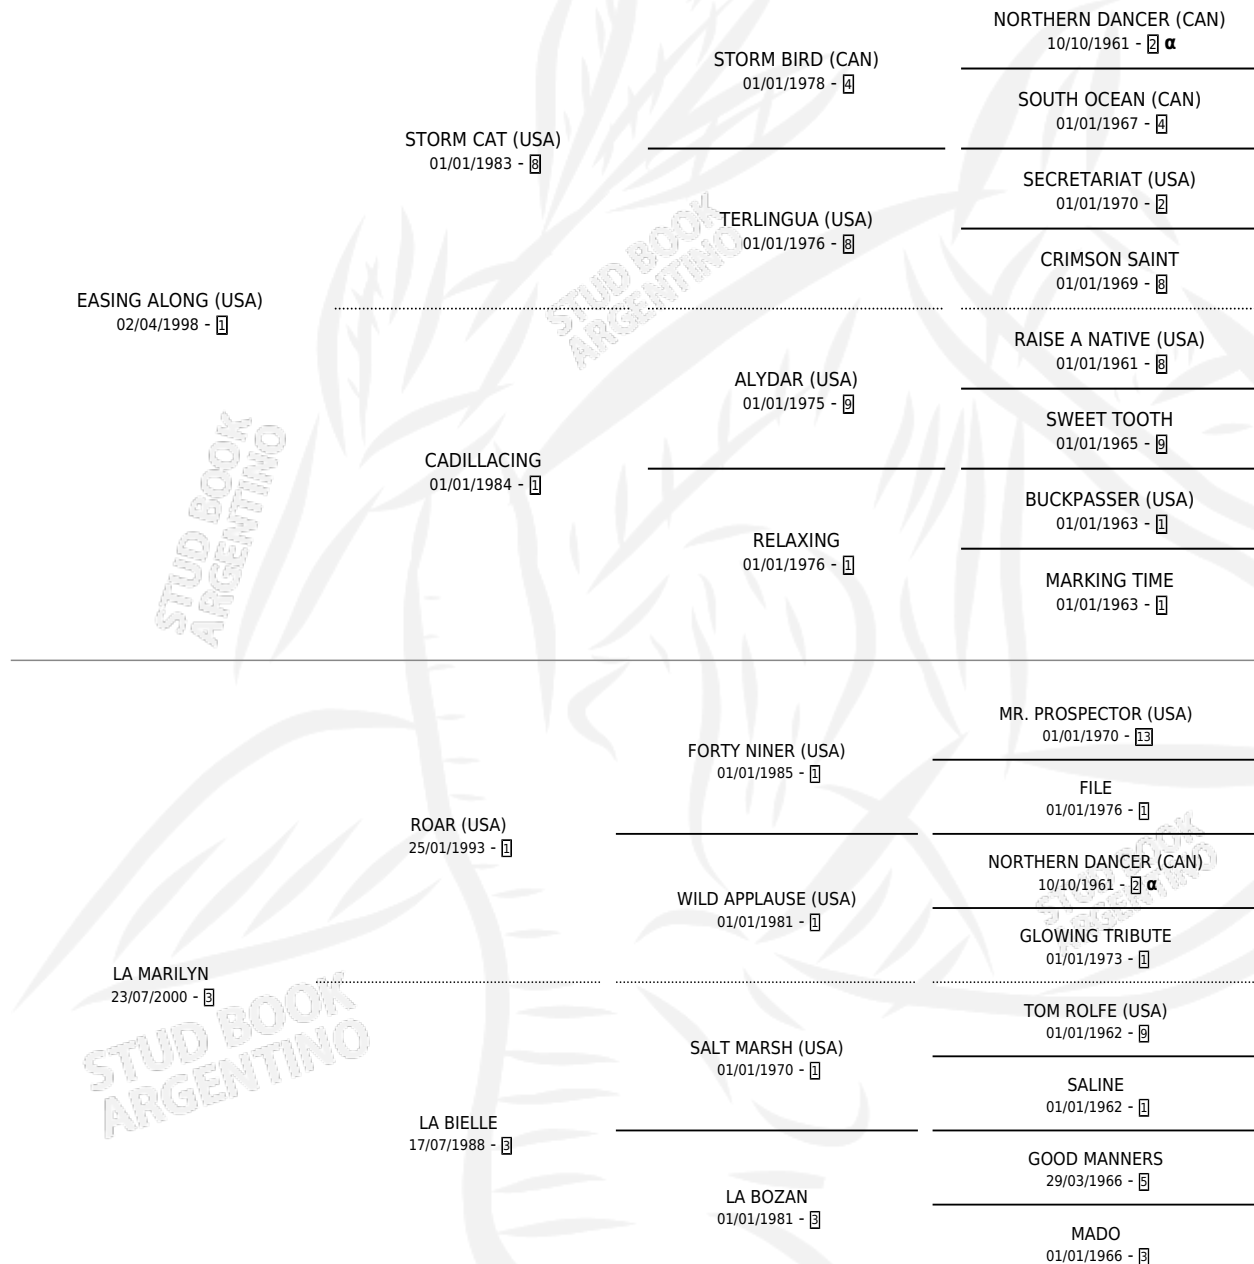 NORTHERN DANCER (CAN)
10/10/1961 - 2 α
STORM BIRD (CAN)
01/01/1978 - 4
SOUTH OCEAN (CAN)
01/01/1967 - 4
STORM CAT (USA)
01/01/1983 - 8
SECRETARIAT (USA)
01/01/1970 - 2
TERLINGUA (USA)
01/01/1976 - 8
CRIMSON SAINT
01/01/1969 - 8
EASING ALONG (USA)
02/04/1998 - 1
RAISE A NATIVE (USA)
01/01/1961 - 8
ALYDAR (USA)
01/01/1975 - 9
SWEET TOOTH
01/01/1965 - 9
CADILLACING
01/01/1984 - 1
BUCKPASSER (USA)
01/01/1963 - 1
RELAXING
01/01/1976 - 1
MARKING TIME
01/01/1963 - 1
STUD BOOK
ARGENTINO
STUD BOOK
ARGENTINO
MR. PROSPECTOR (USA)
01/01/1970 - 13
FORTY NINER (USA)
01/01/1985 - 1
FILE
01/01/1976 - 1
ROAR (USA)
25/01/1993 - 1
NORTHERN DANCER (CAN)
10/10/1961 - 2 α
WILD APPLAUSE (USA)
01/01/1981 - 1
GLOWING TRIBUTE
01/01/1973 - 1
LA MARILYN
23/07/2000 - 3
TOM ROLFE (USA)
01/01/1962 - 9
SALT MARSH (USA)
01/01/1970 - 1
SALINE
01/01/1962 - 1
LA BIELLE
17/07/1988 - 3
GOOD MANNERS
29/03/1966 - 5
LA BOZAN
01/01/1981 - 3
MADO
01/01/1966 - 3
STUD BOOK
ARGENTINO
STUD BOOK
ARGENTINO